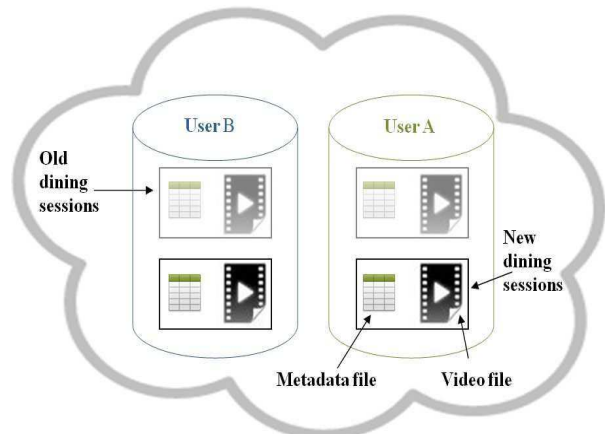 User B
User A
Old
dining
sessions
New
dining
sessions
Metadata file
Video file